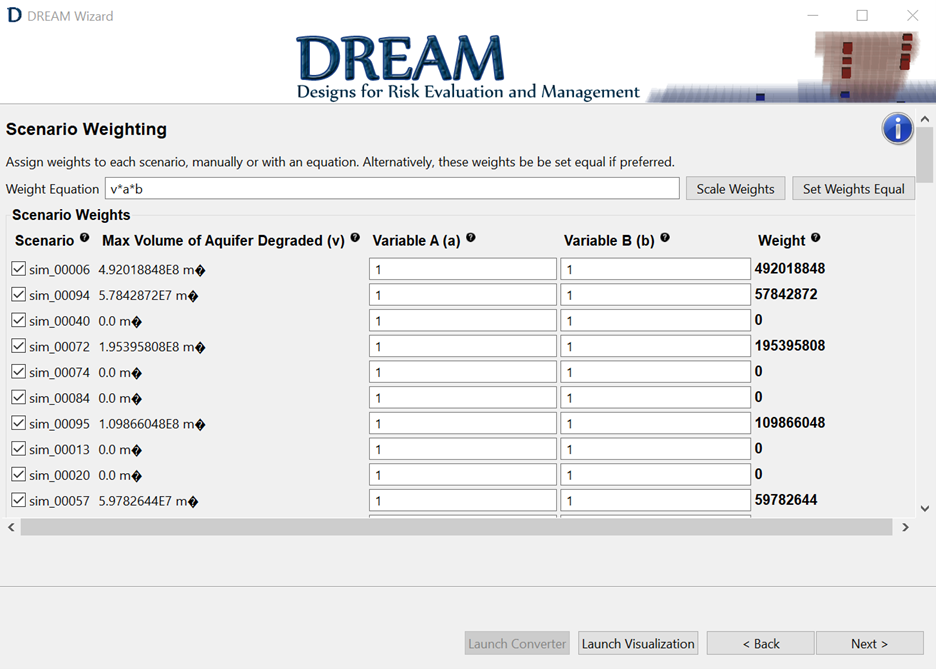 D DREAM Wizard
DREAM
Designs for Risk Evaluation and Management
Scenario Weighting
Assign weights to each scenario, manually or with an equation. Alternatively, these weights be be set equal if preferred.
Weight Equation v*a*b Scale Weights Set Weights Equal
Scenario Weights
Scenario ? Max Volume of Aquifer Degraded (v) ? Variable A (a) ? Variable B (b) ? Weight ?
sim_00006 4.92018848E8 m� 1 1 492018848
sim_00094 5.7842872E7 m� 1 1 57842872
sim_00040 0.0 m� 1 1 0
sim_00072 1.95395808E8 m� 1 1 195395808
sim_00074 0.0 m� 1 1 0
sim_00084 0.0 m� 1 1 0
sim_00095 1.09866048E8 m� 1 1 109866048
sim_00013 0.0 m� 1 1 0
sim_00020 0.0 m� 1 1 0
sim_00057 5.9782644E7 m� 1 1 59782644
Launch Converter Launch Visualization < Back Next >